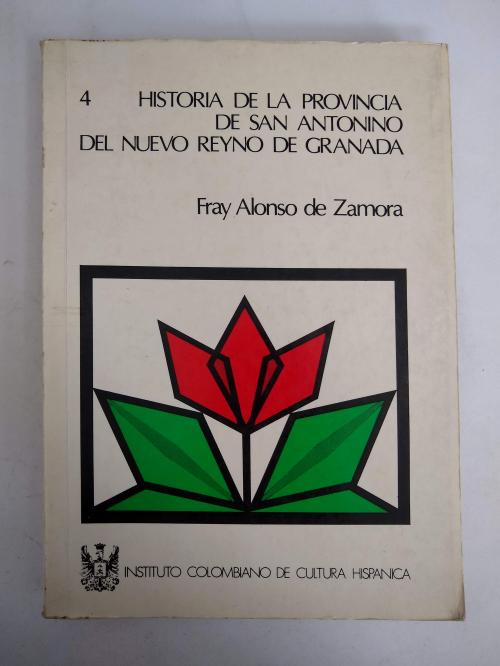 4 HISTORIA DE LA PROVINCIA
DE SAN ANTONINO
DEL NUEVO REYNO DE GRANADA
Fray Alonso de Zamora
INSTITUTO COLOMBIANO DE CULTURA HISPANICA